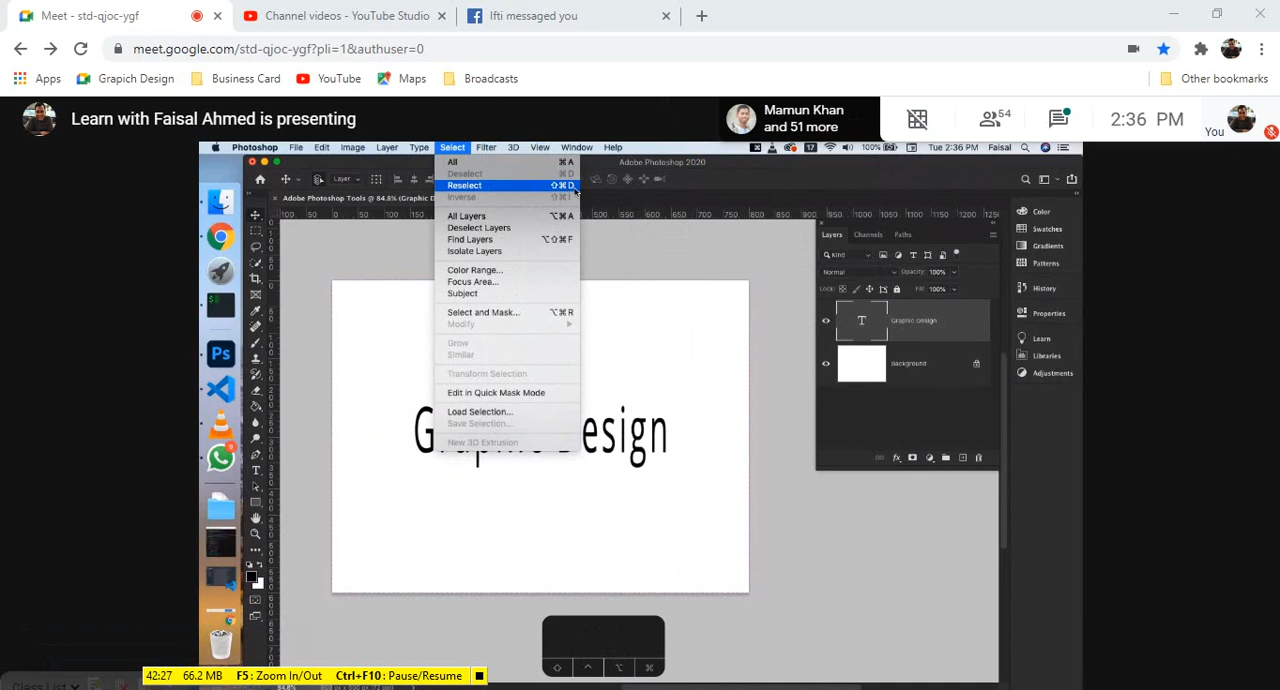 Meet - std-qjoc-ygf
Channel videos - YouTube Studio
Ifti messaged you
meet.google.com/std-qjoc-ygf?pli=1&authuser=0
Apps
Grapich Design
Business Card
YouTube
Maps
Broadcasts
Other bookmarks
Learn with Faisal Ahmed is presenting
Mamun Khan
and 51 more
54
2:36 PM
You
Photoshop File Edit Image Layer Type Select Filter 3D View Window Help
17
100%
Tue 2:36 PM Faisal
Adobe Photoshop 2020
Layer
Adobe Photoshop Tools @ 84.8% (Graphic D
All ⌘A
Deselect ⌘D
Reselect ⇧⌘D
Inverse ⇧⌘I
All Layers ⌥⌘A
Deselect Layers
Find Layers ⌥⇧⌘F
Isolate Layers
Color Range...
Focus Area...
Subject
Select and Mask... ⌥⌘R
Modify
Grow
Similar
Transform Selection
Edit in Quick Mask Mode
Load Selection...
Save Selection...
New 3D Extrusion
Graphic Design
Layers Channels Paths
Kind
Normal Opacity: 100%
Lock: Fill: 100%
T Graphic Design
Background
Color
Swatches
Gradients
Patterns
History
Properties
Learn
Libraries
Adjustments
Ps
9
Class List
42:27 66.2 MB F5: Zoom In/Out Ctrl+F10: Pause/Resume